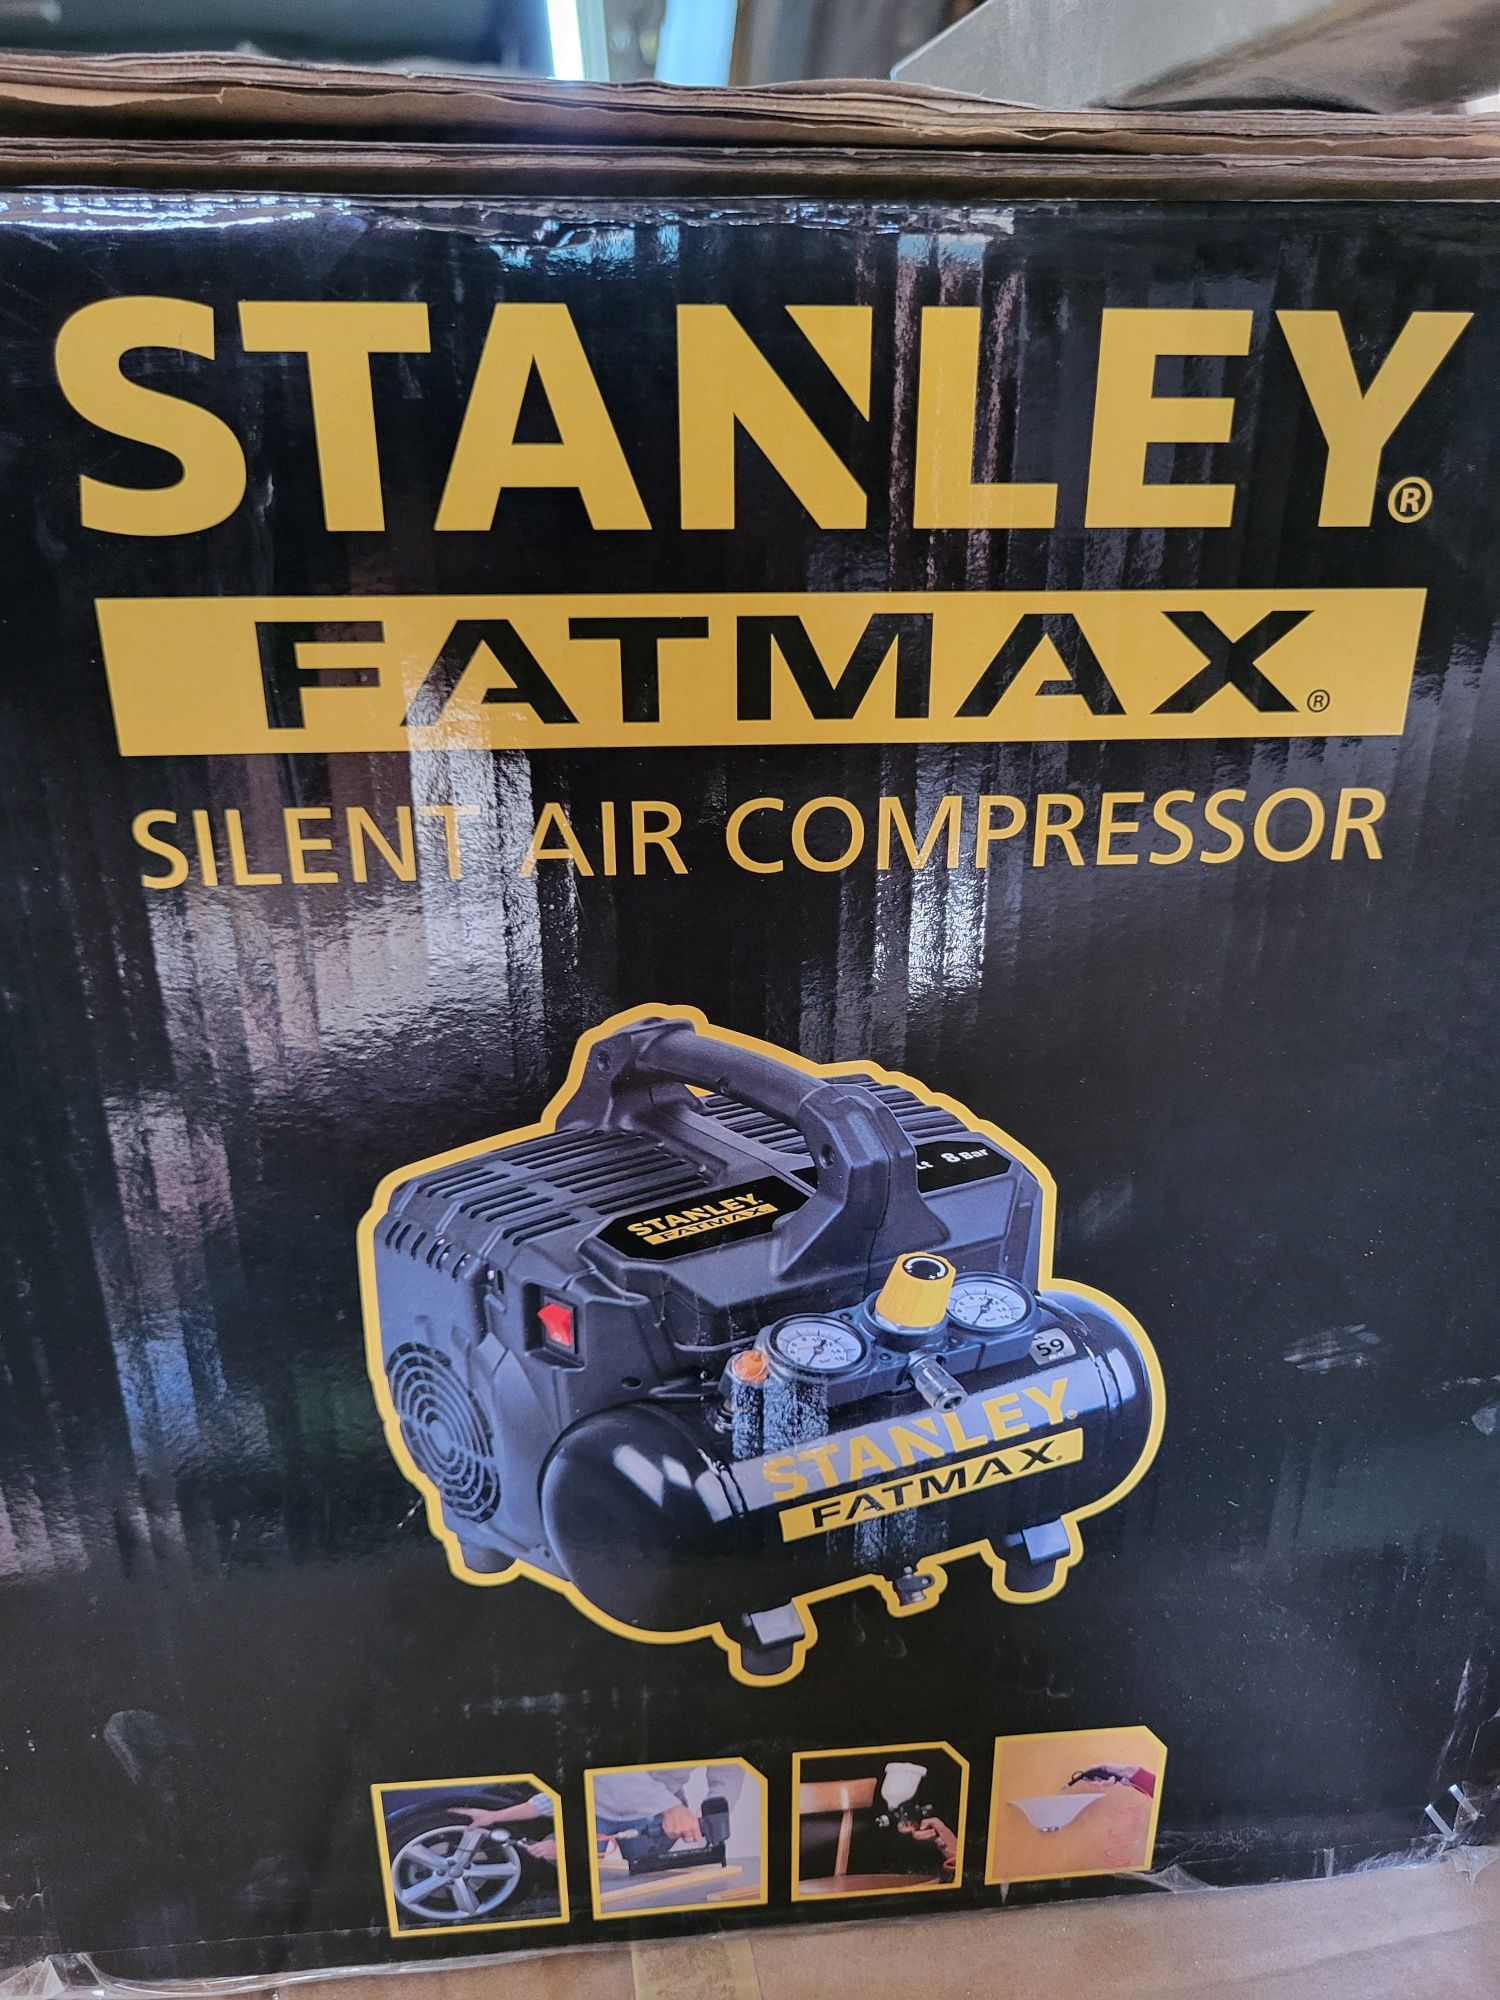 STANLEY®
FATMAX®
SILENT AIR COMPRESSOR
8 Bar
STANLEY
FATMAX
59
STANLEY®
FATMAX®